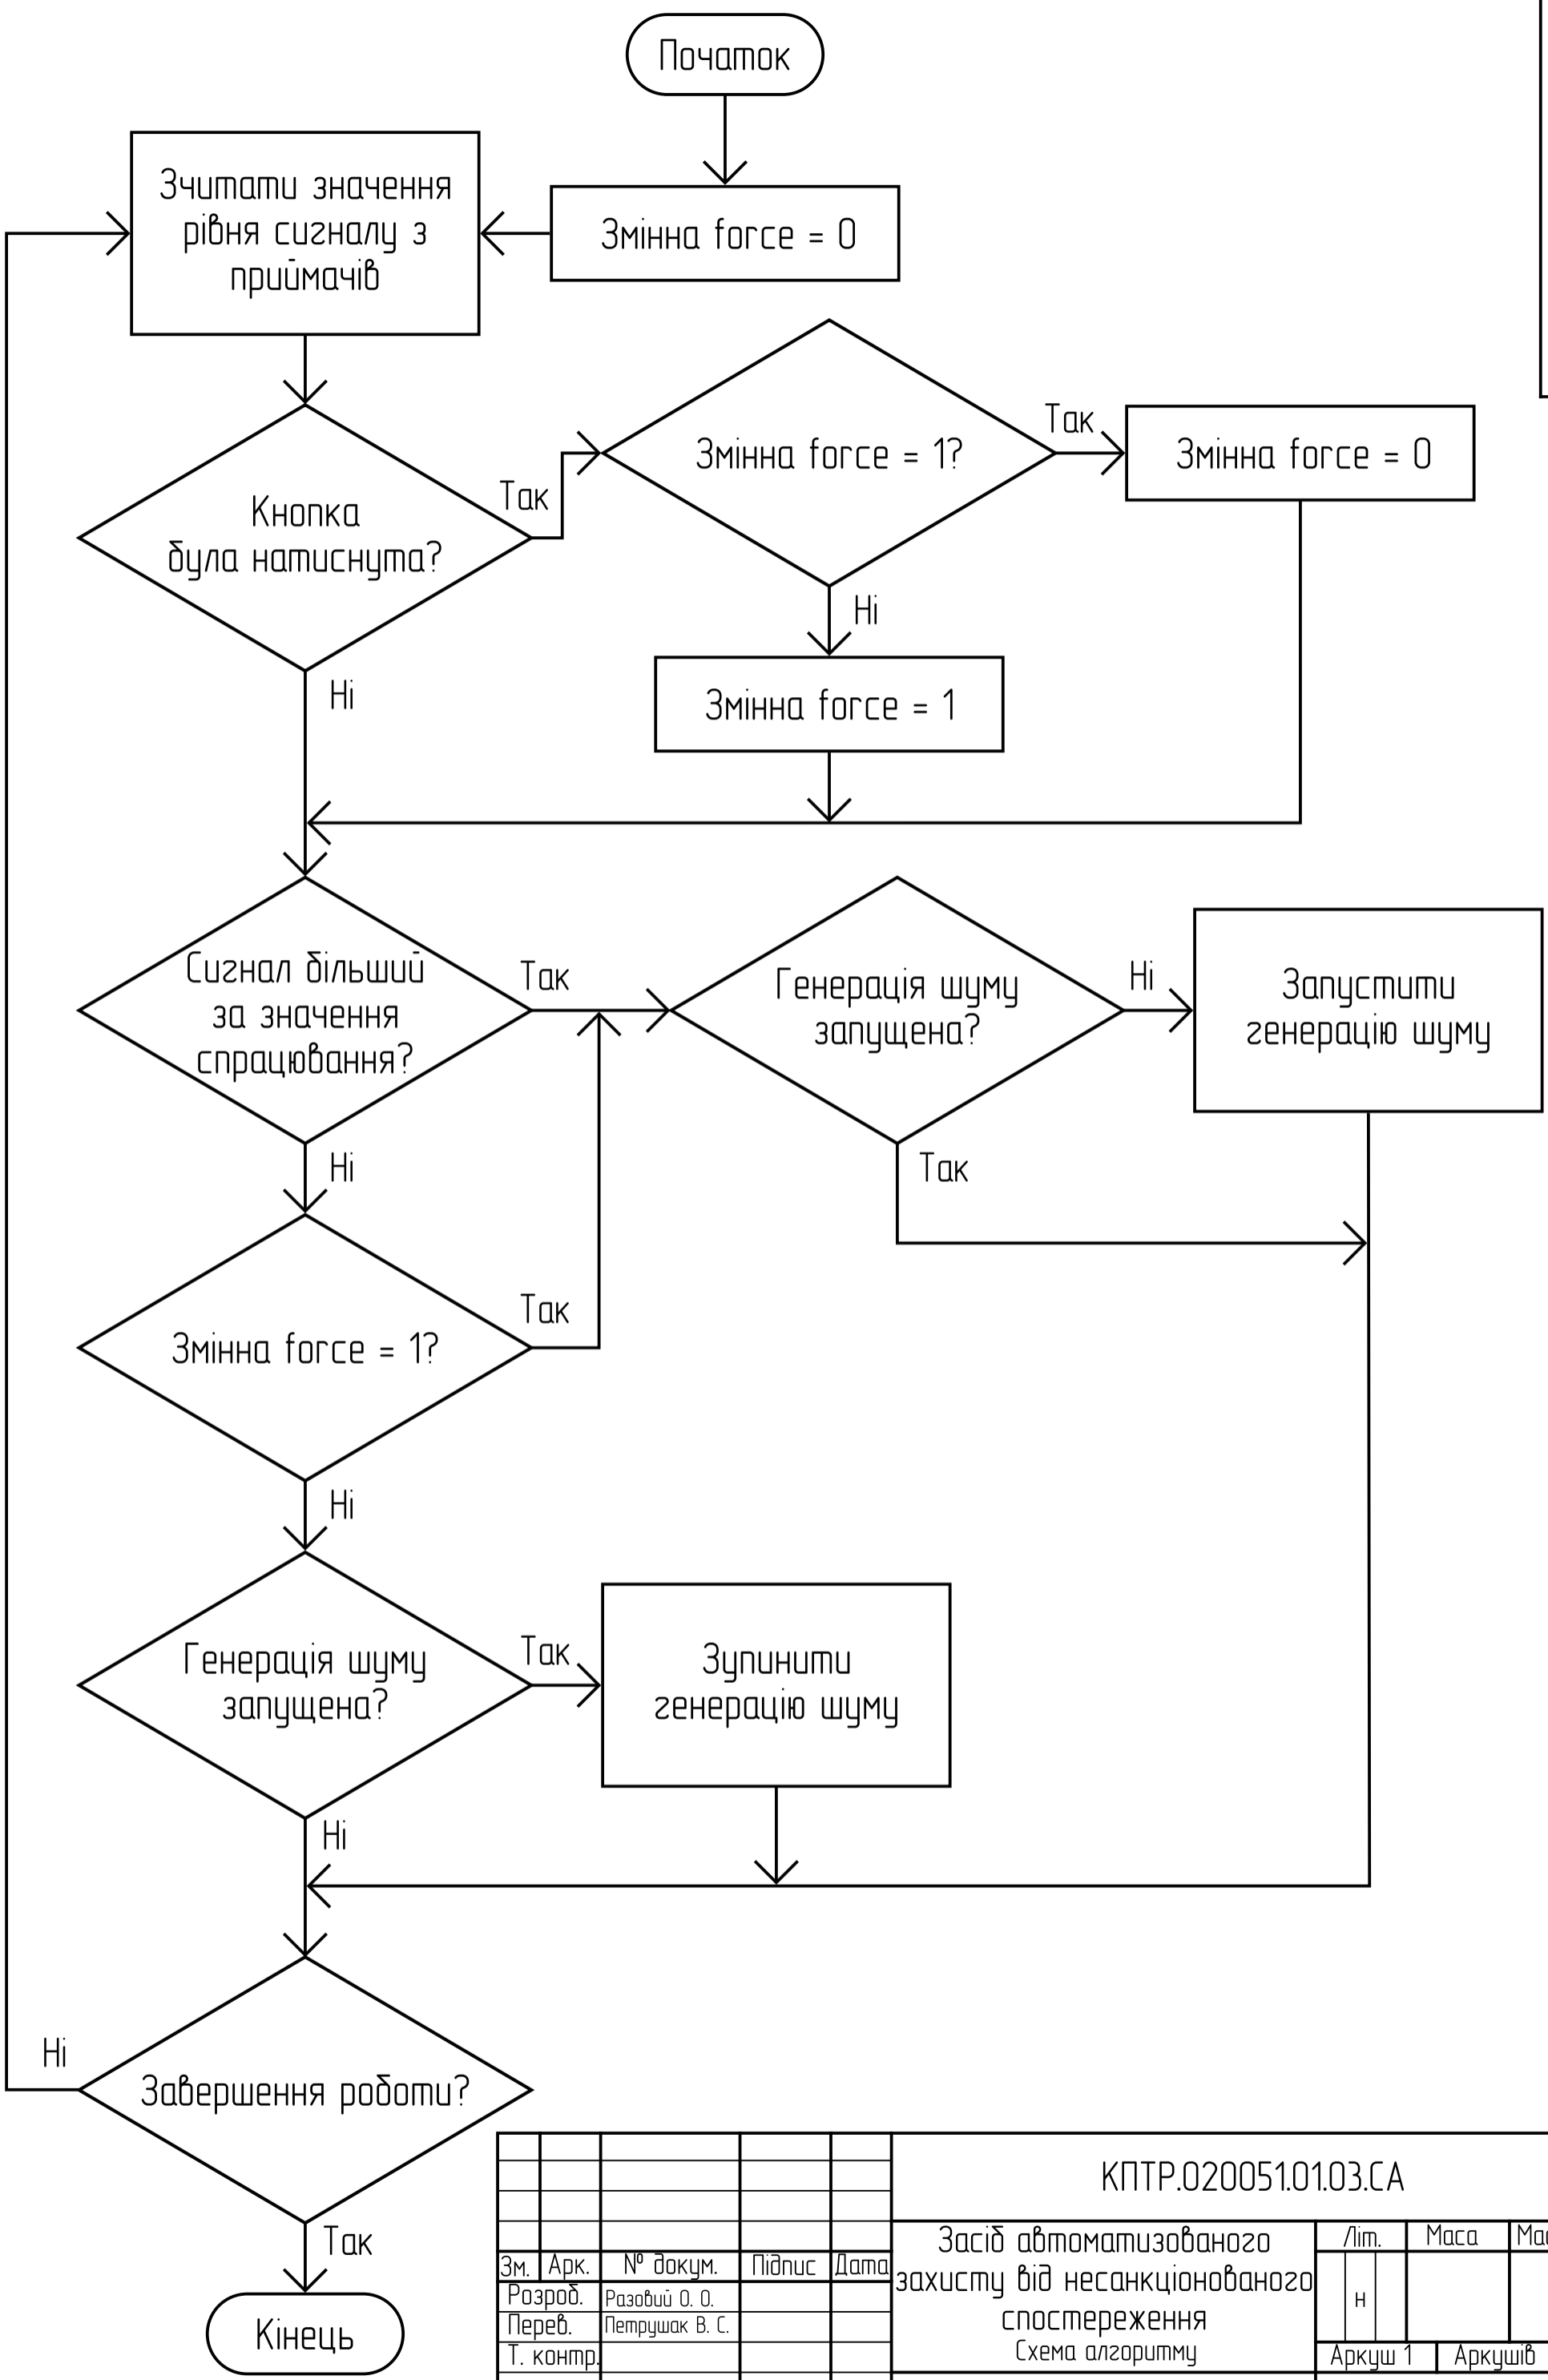 Початок
Змінна force = 0
Зчитати значення
рівня сигналу з
приймачів
Кнопка
була натиснута?
Так
Ні
Змінна force = 1?
Так
Ні
Змінна force = 0
Змінна force = 1
Сигнал більший
за значення
спрацювання?
Так
Ні
Генерація шуму
запущена?
Ні
Так
Запустити
генерацію шуму
Змінна force = 1?
Так
Ні
Генерація шуму
запущена?
Так
Ні
Зупинити
генерацію шуму
Завершення роботи?
Ні
Так
Кінець
КПТР.020051.01.03.СА
Засіб автоматизованого
захисту від несанкціонованого
спостереження
Схема алгоритму
Зм. Арк. № докум. Підпис Дата
Розроб. Разовий О. О.
Перев. Петрушак В. С.
Т. контр.
Літ. Маса
н
Аркуш 1 Аркушів